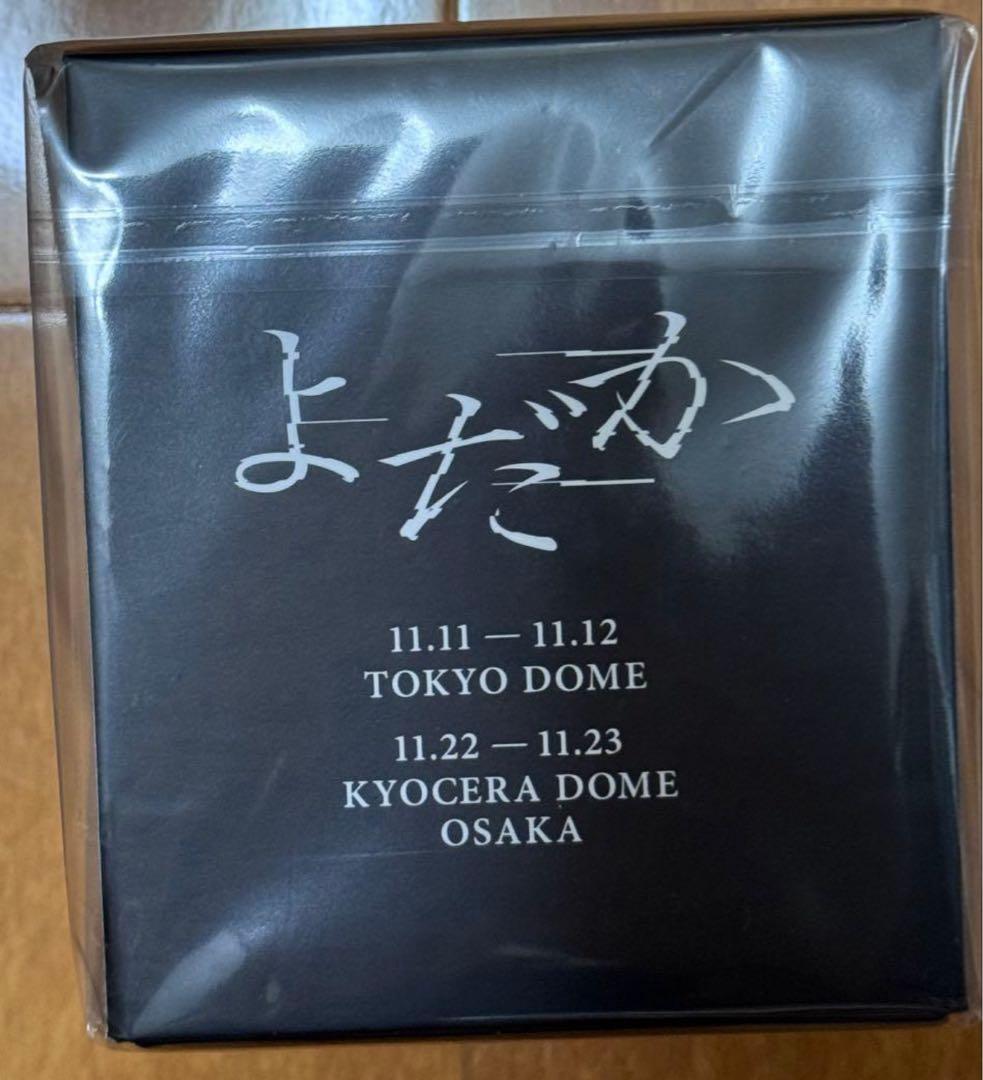 よだか
11.11 — 11.12
TOKYO DOME
11.22 — 11.23
KYOCERA DOME
OSAKA